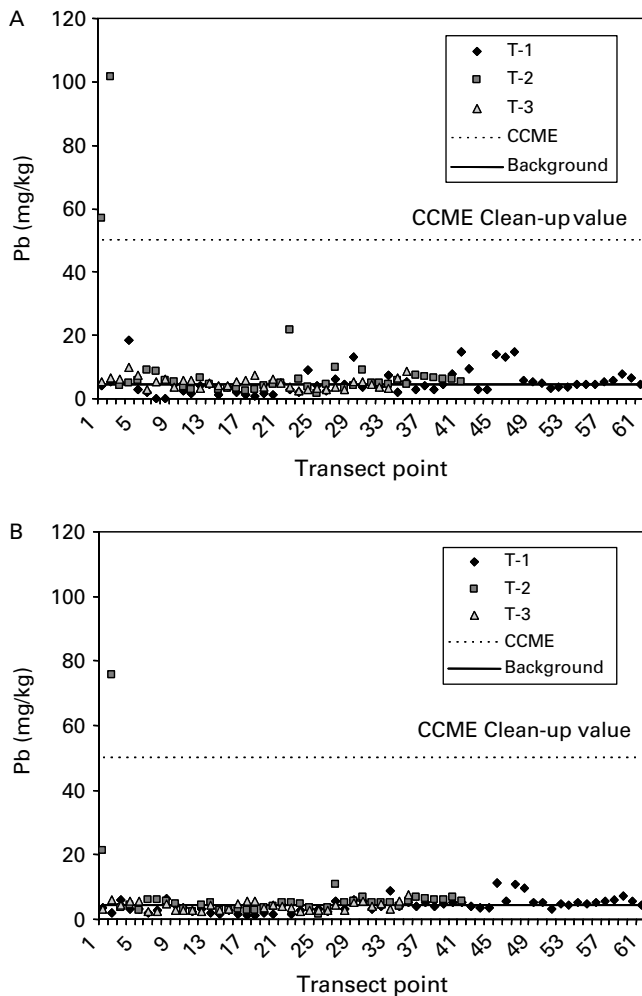 A
120
100
80
60
40
20
0
Pb (mg/kg)
T-1
T-2
T-3
CCME
Background
CCME Clean-up value
1 5 9 13 17 21 25 29 33 37 41 45 49 53 57 61
Transect point
B
120
100
80
60
40
20
0
Pb (mg/kg)
T-1
T-2
T-3
CCME
Background
CCME Clean-up value
1 5 9 13 17 21 25 29 33 37 41 45 49 53 57 61
Transect point